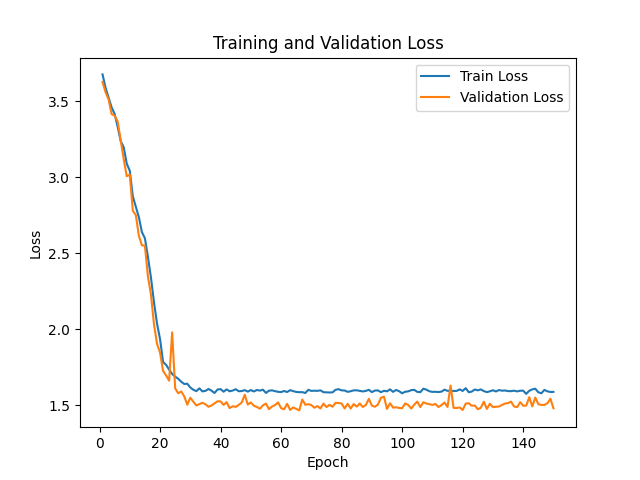 Training and Validation Loss
Train Loss
Validation Loss
3.5
3.0
2.5
2.0
1.5
Loss
0 20 40 60 80 100 120 140
Epoch